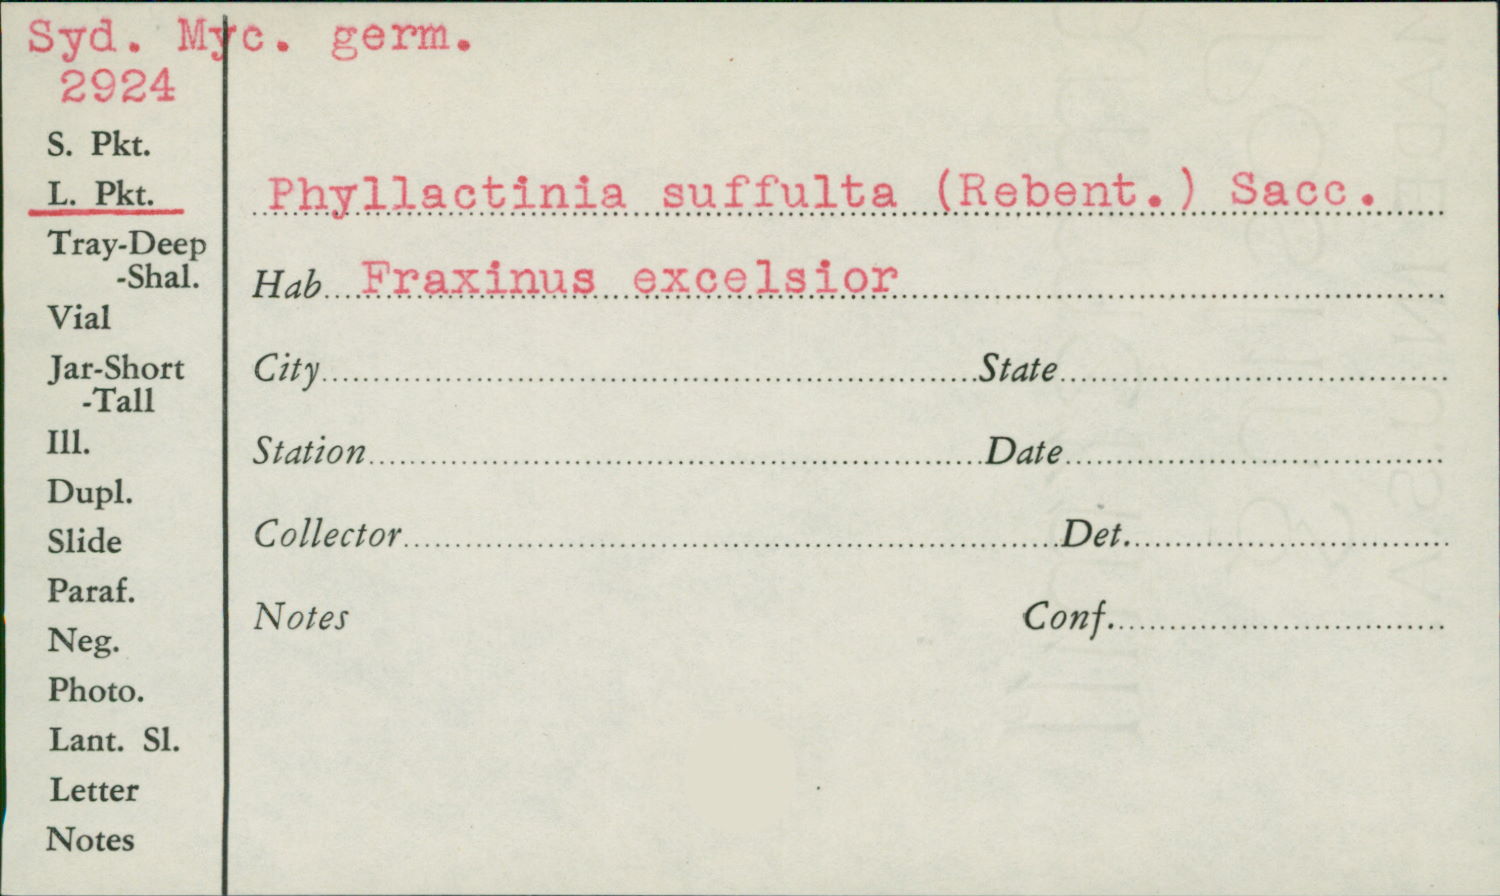 Syd. Myc. germ.
2924
S. Pkt.
L. Pkt.
Tray-Deep
-Shal.
Vial
Jar-Short
-Tall
Ill.
Dupl.
Slide
Paraf.
Neg.
Photo.
Lant. Sl.
Letter
Notes
Phyllactinia suffulta (Rebent.) Sacc.
Hab. Fraxinus excelsior
City State
Station Date
Collector Det.
Notes Conf.